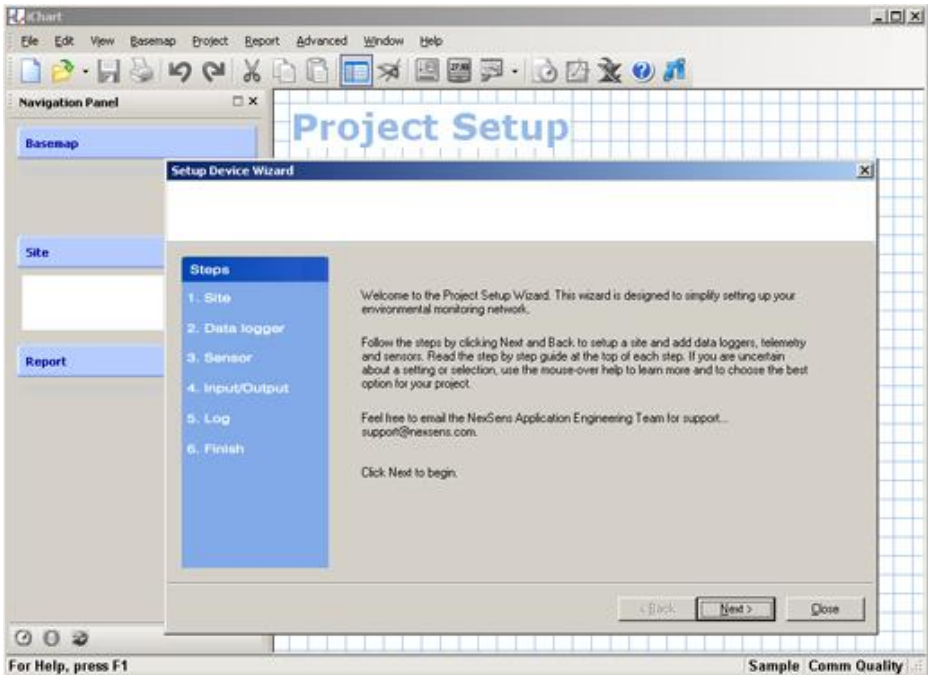 iChart
File Edit View Basemap Project Report Advanced Window Help
Navigation Panel
Project Setup
Basemap
Setup Device Wizard
Site
Report
Steps
1. Site
2. Data logger
3. Sensor
4. Input/Output
5. Log
6. Finish
Welcome to the Project Setup Wizard. This wizard is designed to simplify setting up your
environmental monitoring network.
Follow the steps by clicking Next and Back to setup a site and add data loggers, telemetry
and sensors. Read the step by step guide at the top of each step. If you are uncertain
about a setting or selection, use the mouse-over help to learn more and to choose the best
option for your project.
Feel free to email the NexSens Application Engineering Team for support...
support@nexsens.com.
Click Next to begin.
< Back Next > Close
For Help, press F1 Sample Comm Quality